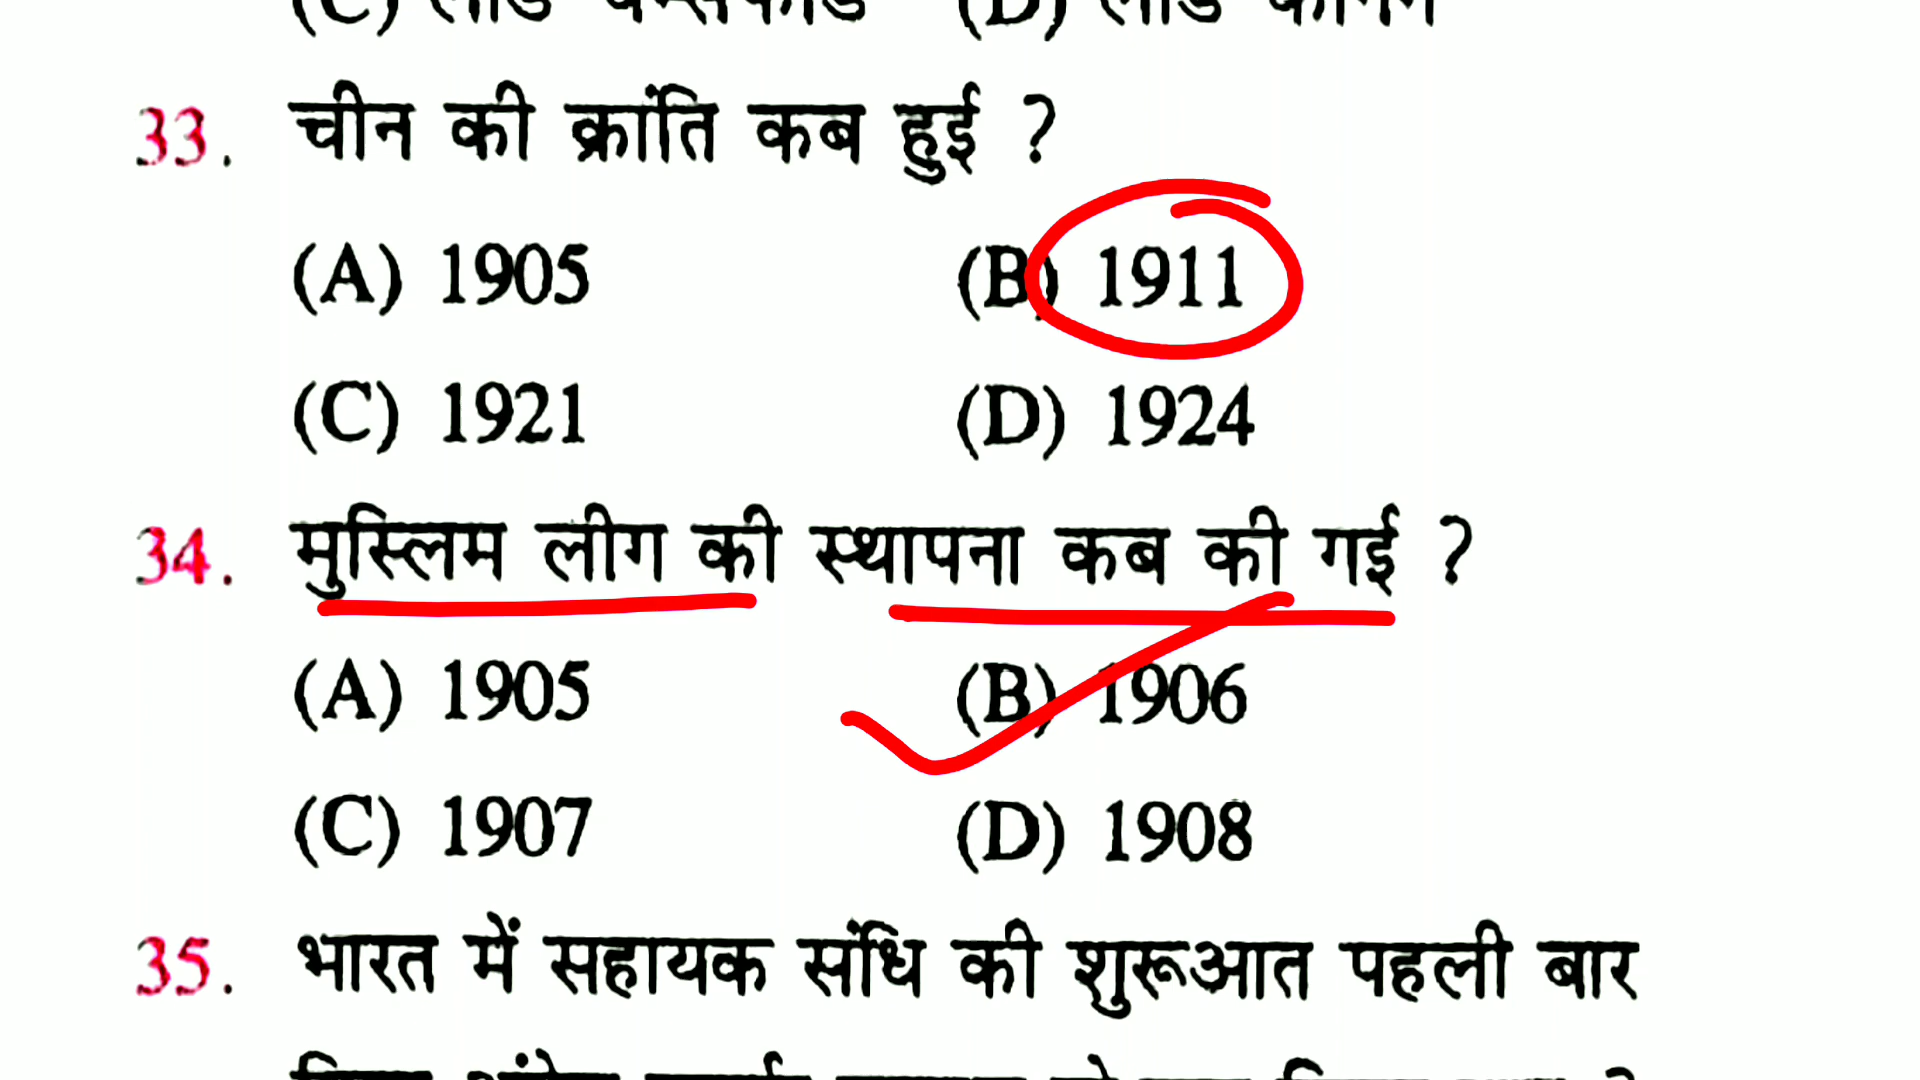 (C) लॉर्ड चेम्सफोर्ड (D) लॉर्ड कैनिंग
33. चीन की क्रांति कब हुई ?
(A) 1905 (B) 1911
(C) 1921 (D) 1924
34. मुस्लिम लीग की स्थापना कब की गई ?
(A) 1905 (B) 1906
(C) 1907 (D) 1908
35. भारत में सहायक संधि की शुरूआत पहली बार